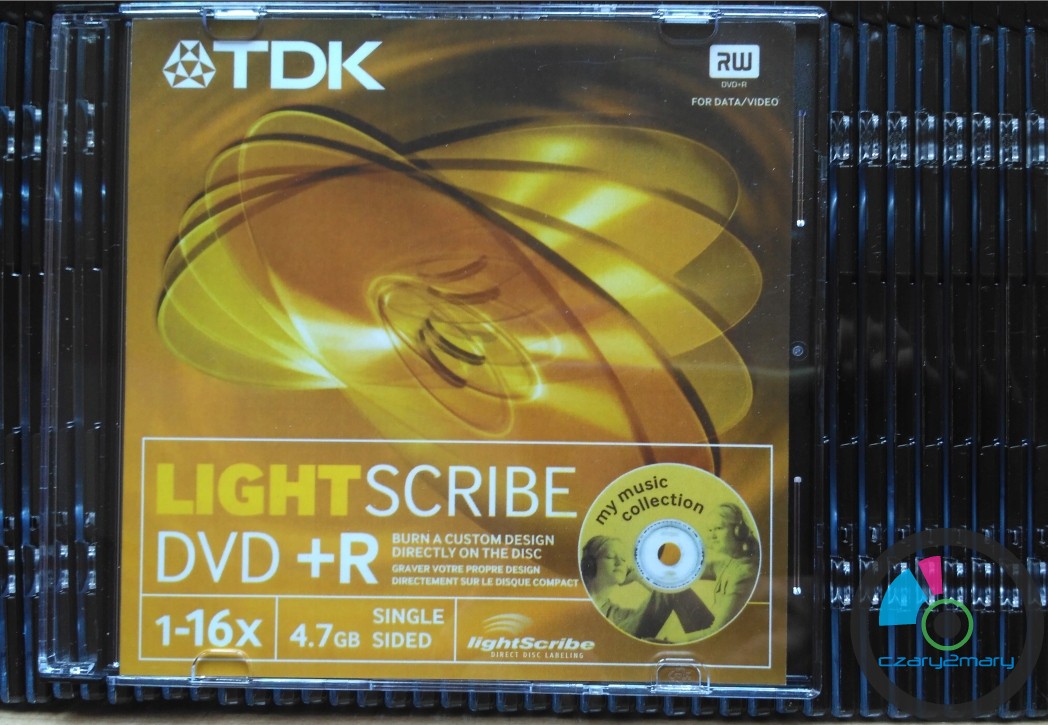 TDK
RW
DVD+R
FOR DATA/VIDEO
my music
collection
LIGHTSCRIBE
DVD +R
BURN A CUSTOM DESIGN
DIRECTLY ON THE DISC
GRAVER VOTRE PROPRE DESIGN
DIRECTEMENT SUR LE DISQUE COMPACT
1-16x
4.7GB
SINGLE
SIDED
lightScribe
DIRECT DISC LABELING
czary2mary